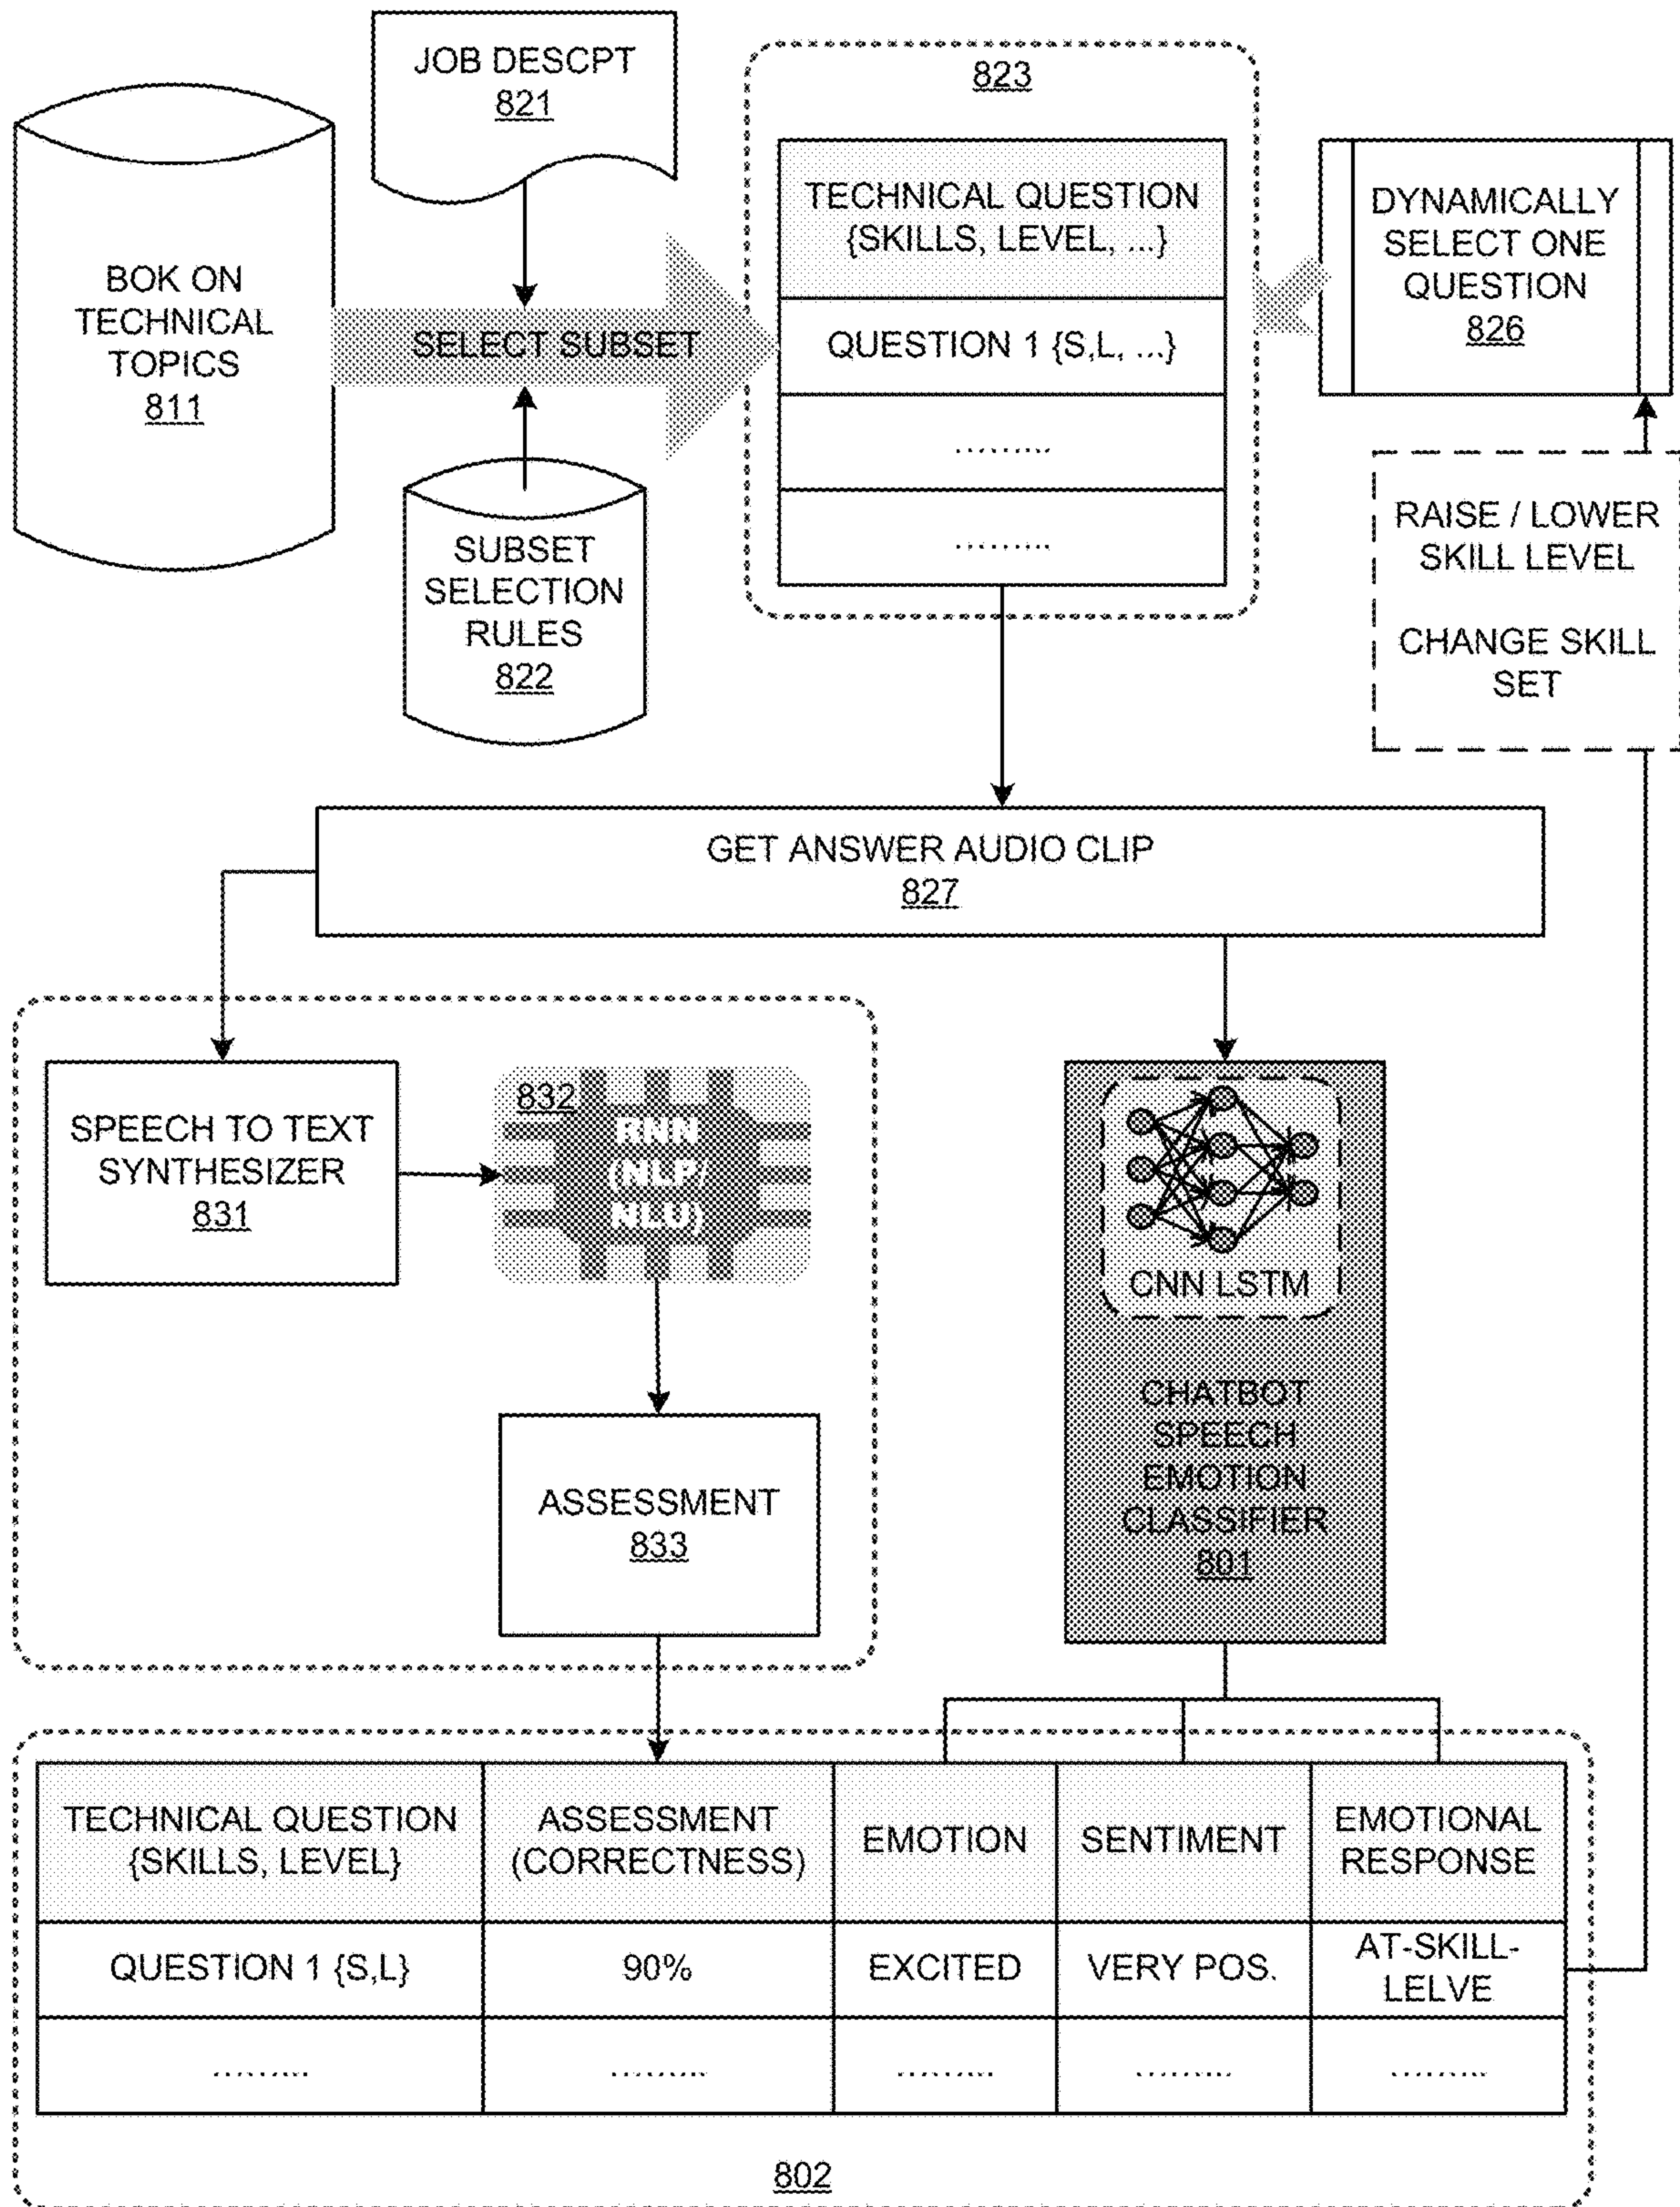 JOB DESCPT
821
823
BOK ON
TECHNICAL
TOPICS
811
SELECT SUBSET
SUBSET
SELECTION
RULES
822
TECHNICAL QUESTION
{SKILLS, LEVEL, ...}
QUESTION 1 {S,L, ...}
.........
.........
DYNAMICALLY
SELECT ONE
QUESTION
826
RAISE / LOWER
SKILL LEVEL
CHANGE SKILL
SET
GET ANSWER AUDIO CLIP
827
SPEECH TO TEXT
SYNTHESIZER
831
832
RNN
(NLP/
NLU)
ASSESSMENT
833
CNN LSTM
CHATBOT
SPEECH
EMOTION
CLASSIFIER
801
TECHNICAL QUESTION
{SKILLS, LEVEL}
ASSESSMENT
(CORRECTNESS)
EMOTION
SENTIMENT
EMOTIONAL
RESPONSE
QUESTION 1 {S,L}
90%
EXCITED
VERY POS.
AT-SKILL-
LELVE
.........
.........
.........
.........
.........
802